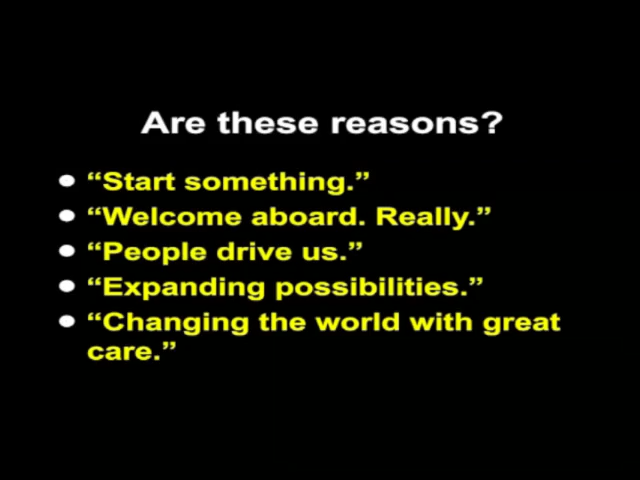 Are these reasons?
• “Start something.”
• “Welcome aboard. Really.”
• “People drive us.”
• “Expanding possibilities.”
• “Changing the world with great
care.”